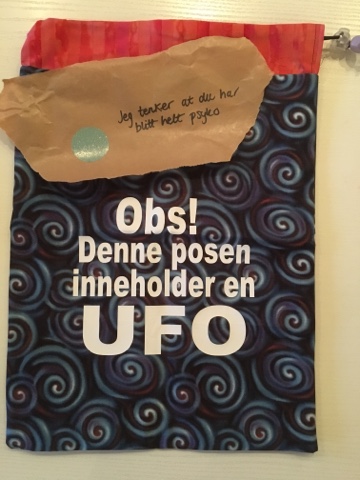 Jeg tenker at du har
blitt helt psyko
Obs!
Denne posen
inneholder en
UFO